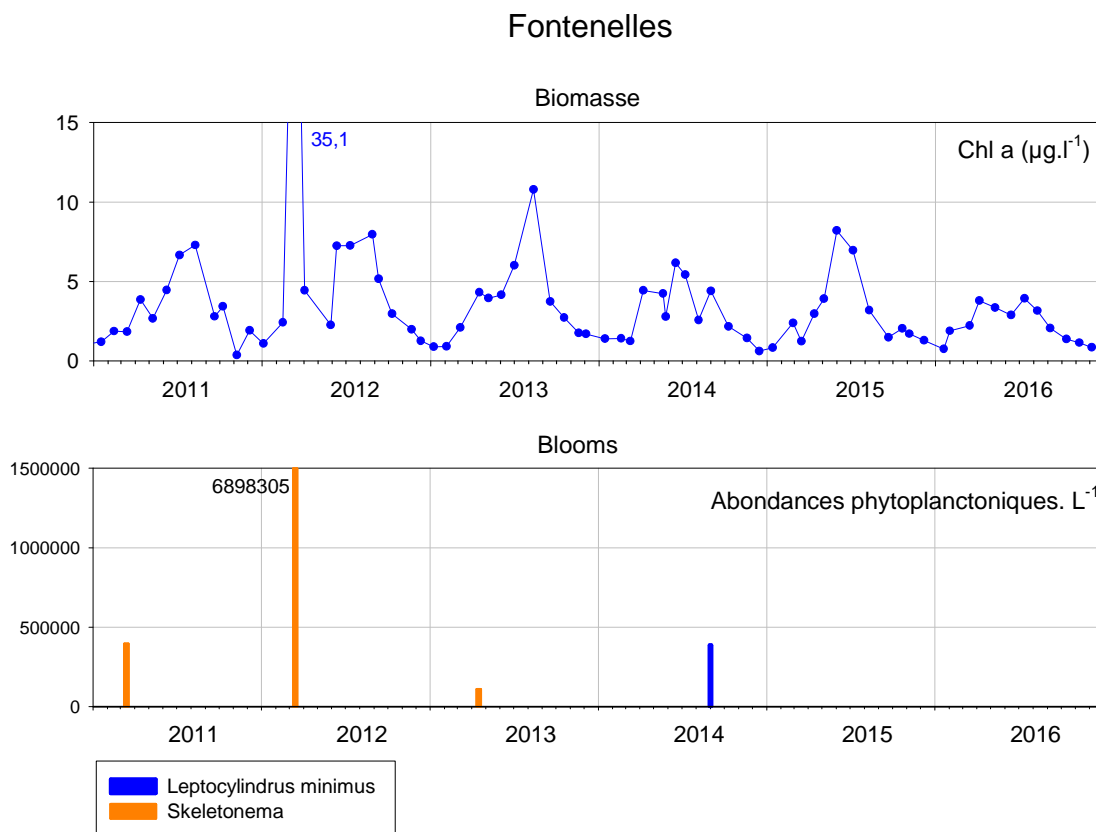 Fontenelles
Biomasse
15
35,1
Chl a (µg.l⁻¹)
10
5
0
2011 2012 2013 2014 2015 2016
Blooms
1500000
6898305
Abondances phytoplanctoniques. L⁻¹
1000000
500000
0
2011 2012 2013 2014 2015 2016
Leptocylindrus minimus
Skeletonema